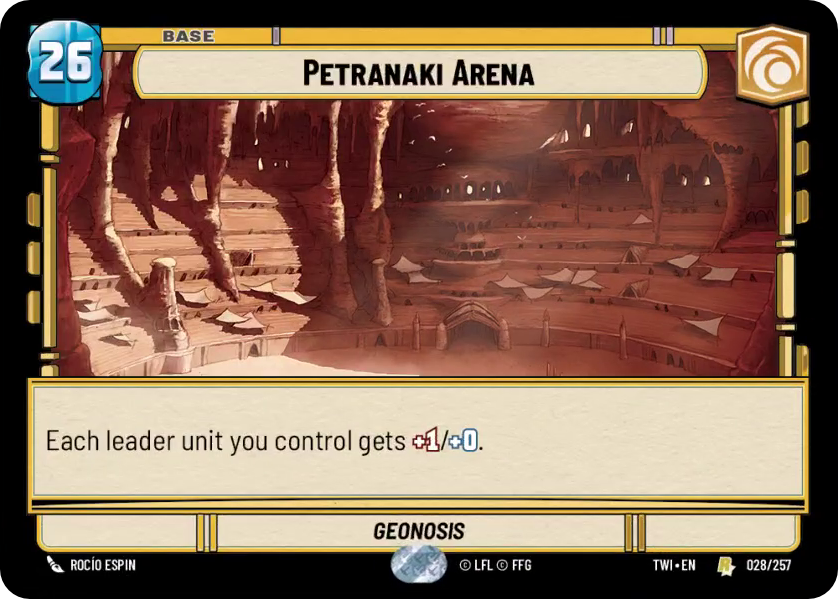 BASE
26
PETRANAKI ARENA
Each leader unit you control gets +1/+0.
GEONOSIS
ROCÍO ESPIN
© LFL © FFG
TWI•EN
R
028/257